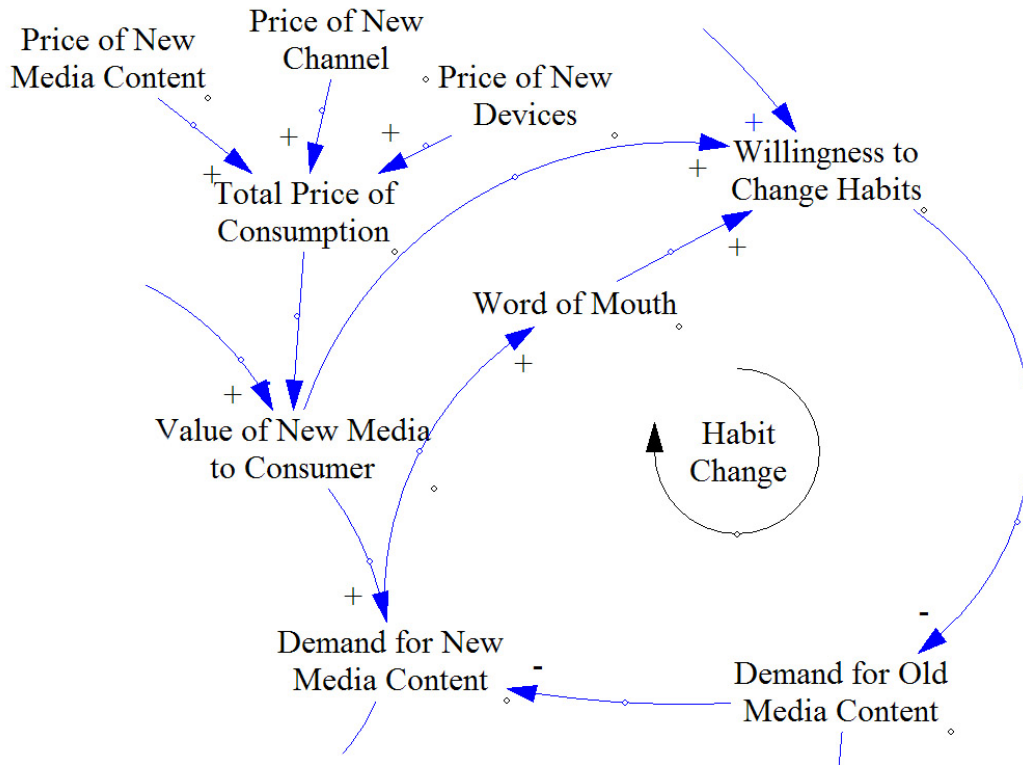 Price of New
Media Content
Price of New
Channel
Price of New
Devices
+
+
+
Total Price of
Consumption
+
+
Willingness to
Change Habits
+
Word of Mouth
+
+
Value of New Media
to Consumer
Habit
Change
+
Demand for New
Media Content
-
-
Demand for Old
Media Content